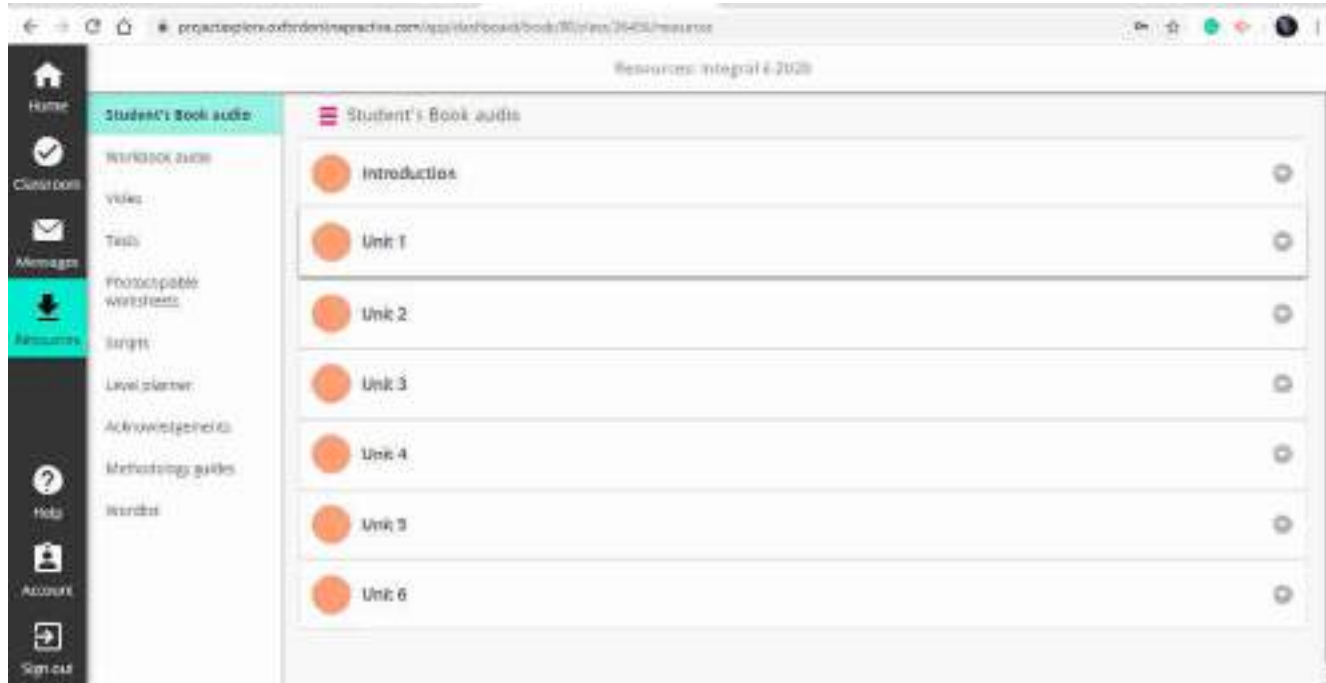 Resources: Integral 6 2020
Home
Classroom
Messages
Resources
Help
Account
Sign out
Student's Book audio
Workbook audio
Video
Tests
Photocopiable
worksheets
Scripts
Level planner
Acknowledgements
Methodology guides
Wordlist
Student's Book audio
Introduction
Unit 1
Unit 2
Unit 3
Unit 4
Unit 5
Unit 6